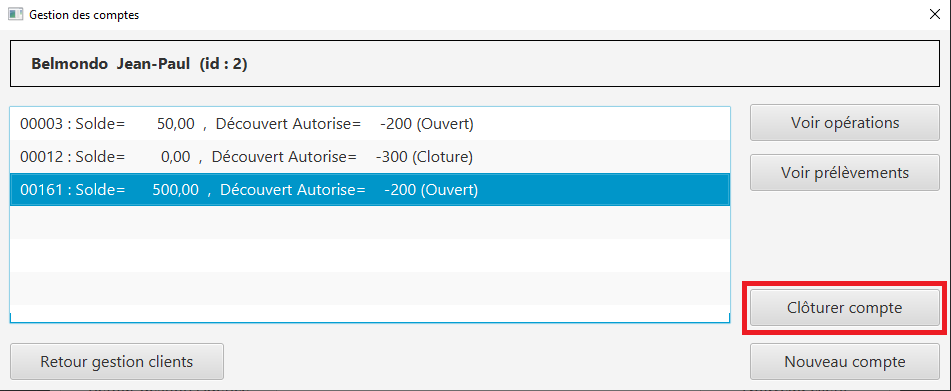 Gestion des comptes
Belmondo Jean-Paul (id : 2)
00003 : Solde= 50,00 , Découvert Autorise= -200 (Ouvert)
00012 : Solde= 0,00 , Découvert Autorise= -300 (Cloture)
00161 : Solde= 500,00 , Découvert Autorise= -200 (Ouvert)
Voir opérations
Voir prélèvements
Clôturer compte
Retour gestion clients
Nouveau compte